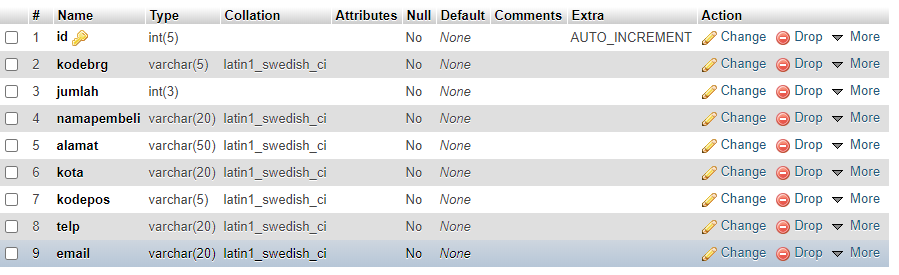 # Name Type Collation Attributes Null Default Comments Extra Action
1 id int(5) No None AUTO_INCREMENT Change Drop More
2 kodebrg varchar(5) latin1_swedish_ci No None Change Drop More
3 jumlah int(3) No None Change Drop More
4 namapembeli varchar(20) latin1_swedish_ci No None Change Drop More
5 alamat varchar(50) latin1_swedish_ci No None Change Drop More
6 kota varchar(20) latin1_swedish_ci No None Change Drop More
7 kodepos varchar(5) latin1_swedish_ci No None Change Drop More
8 telp varchar(20) latin1_swedish_ci No None Change Drop More
9 email varchar(20) latin1_swedish_ci No None Change Drop More